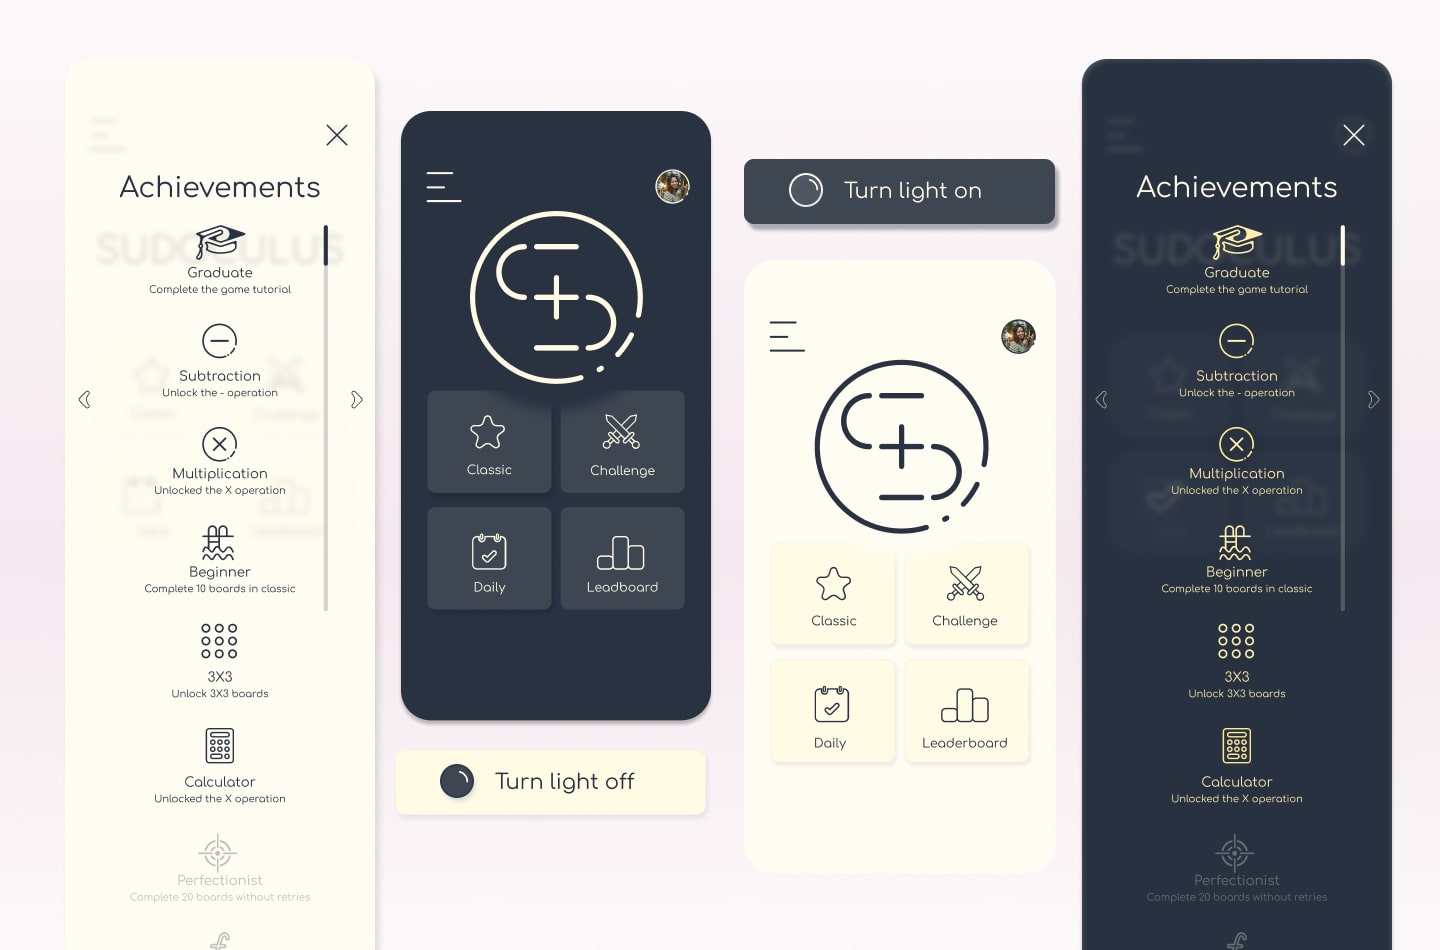 Achievements
SUDOCULUS
Graduate
Complete the game tutorial
Subtraction
Unlock the - operation
Classic
Challenge
Multiplication
Unlocked the X operation
Daily
Leadboard
Beginner
Complete 10 boards in classic
3X3
Unlock 3X3 boards
Calculator
Unlocked the X operation
Perfectionist
Complete 20 boards without retries
Classic
Challenge
Daily
Leadboard
Turn light off
Turn light on
Classic
Challenge
Daily
Leaderboard
Achievements
SUDOCULUS
Graduate
Complete the game tutorial
Subtraction
Unlock the - operation
Multiplication
Unlocked the X operation
Beginner
Complete 10 boards in classic
3X3
Unlock 3X3 boards
Calculator
Unlocked the X operation
Perfectionist
Complete 20 boards without retries